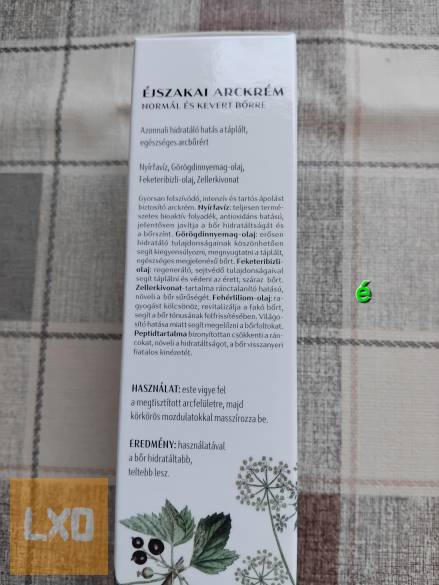 ÉJSZAKAI ARCKRÉM
NORMÁL ÉS KEVERT BŐRRE
Azonnali hidratáló hatás a táplált,
egészséges arcbőrért
Nyírfavíz, Görögdinnyemag-olaj,
Feketeribizli-olaj, Zellerkivonat
Gyorsan felszívódó, intenzív és tartós ápolást
biztosító arckrém. Nyírfavíz: teljesen termé-
szetes bioaktív folyadék, antioxidáns hatású,
jelentősen javítja a bőr hidratáltságát és
a bőrszínt. Görögdinnyemag-olaj: erősen
hidratáló tulajdonságainak köszönhetően
segít kiegyensúlyozni, megnyugtatni a táplált,
egészséges megjelenésű bőrt. Feketeribizli-
olaj: regeneráló, sejtvédő tulajdonságaival
segít táplálni és védeni az érett, száraz bőrt.
Zellerkivonat-tartalma ránctalanító hatású,
növeli a bőr sűrűségét. Fehérliliom-olaj: ra-
gyogást kölcsönöz, revitalizálja a fakó bőrt,
segít a bőr tónusának felfrissítésében. Világo-
sító hatása miatt segít megelőzni a bőrfoltokat.
Peptidtartalma bizonyítottan csökkenti a rán-
cokat, növeli a hidratáltságot, a bőr visszanyeri
fiatalos kinézetét.
HASZNÁLAT: este vigye fel
a megtisztított arcfelületre, majd
körkörös mozdulatokkal masszírozza be.
EREDMÉNY: használatával
a bőr hidratáltabb,
teltebb lesz.
é
LXO